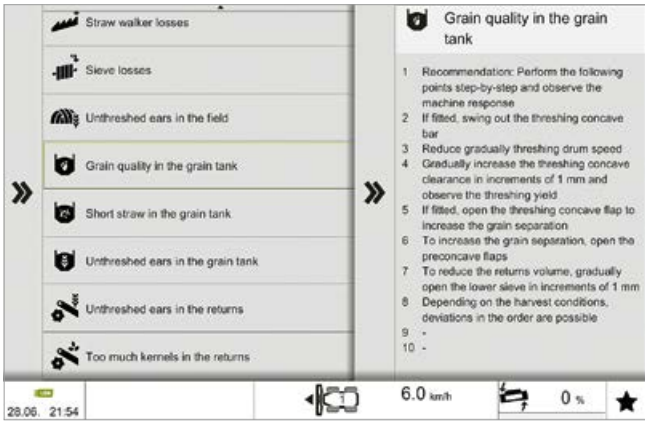 Straw walker losses
Sieve losses
Unthreshed ears in the field
Grain quality in the grain tank
Short straw in the grain tank
Unthreshed ears in the grain tank
Unthreshed ears in the returns
Too much kernels in the returns
Grain quality in the grain
tank
1 Recommendation: Perform the following
points step-by-step and observe the
machine response
2 If fitted, swing out the threshing concave
bar
3 Reduce gradually threshing drum speed
4 Gradually increase the threshing concave
clearance in increments of 1 mm and
observe the threshing yield
5 If fitted, open the threshing concave flap to
increase the grain separation
6 To increase the grain separation, open the
preconcave flaps
7 To reduce the returns volume, gradually
open the lower sieve in increments of 1 mm
8 Depending on the harvest conditions,
deviations in the order are possible
9 -
10 -
28.06. 21:54
1
6.0 km/h
0 %